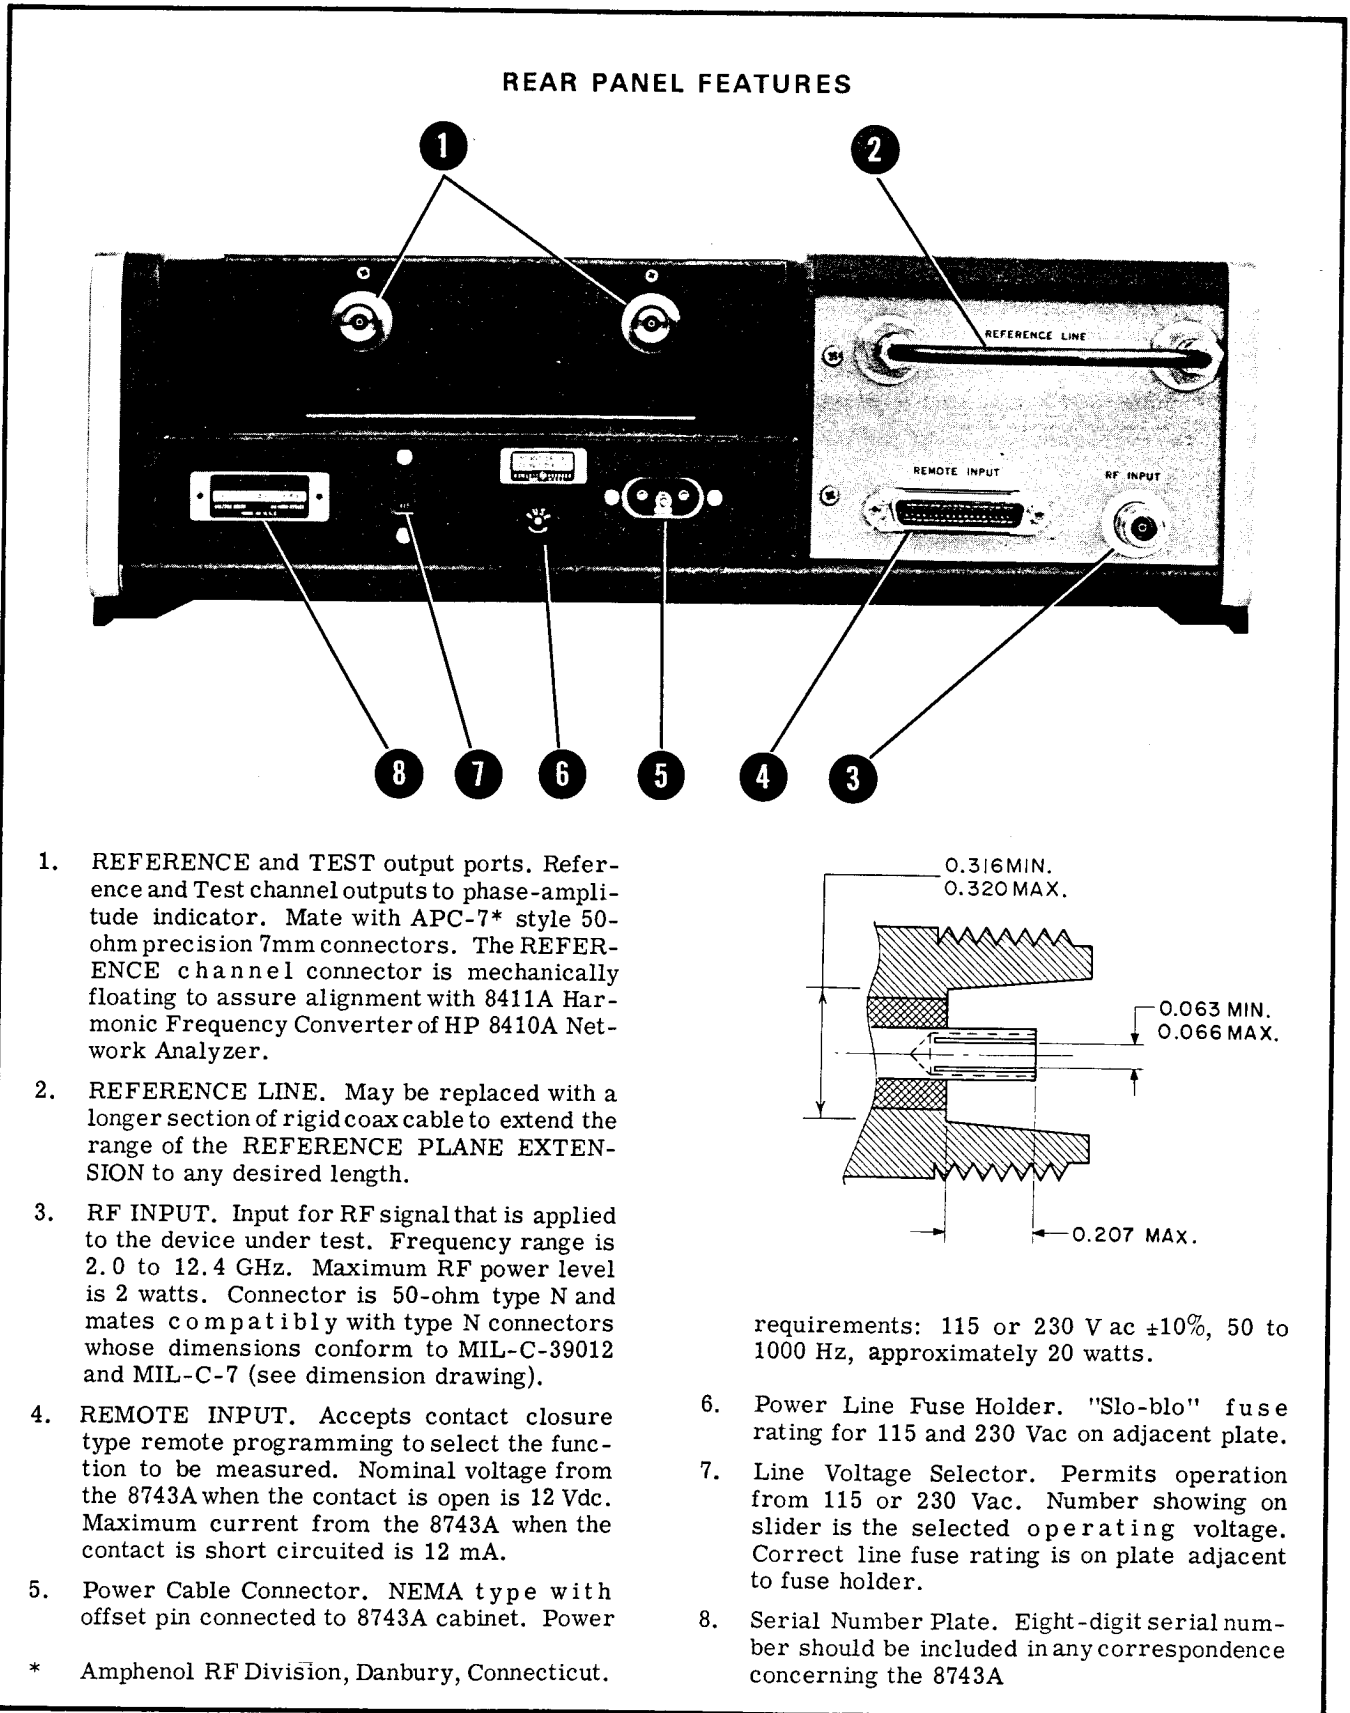 REAR PANEL FEATURES
1
2
REFERENCE LINE
REMOTE INPUT
RF INPUT
8
7
6
5
4
3
1. REFERENCE and TEST output ports. Refer-
ence and Test channel outputs to phase-ampli-
tude indicator. Mate with APC-7* style 50-
ohm precision 7mm connectors. The REFER-
ENCE channel connector is mechanically
floating to assure alignment with 8411A Har-
monic Frequency Converter of HP 8410A Net-
work Analyzer.
2. REFERENCE LINE. May be replaced with a
longer section of rigid coax cable to extend the
range of the REFERENCE PLANE EXTEN-
SION to any desired length.
3. RF INPUT. Input for RF signal that is applied
to the device under test. Frequency range is
2.0 to 12.4 GHz. Maximum RF power level
is 2 watts. Connector is 50-ohm type N and
mates compatibly with type N connectors
whose dimensions conform to MIL-C-39012
and MIL-C-7 (see dimension drawing).
4. REMOTE INPUT. Accepts contact closure
type remote programming to select the func-
tion to be measured. Nominal voltage from
the 8743A when the contact is open is 12 Vdc.
Maximum current from the 8743A when the
contact is short circuited is 12 mA.
5. Power Cable Connector. NEMA type with
offset pin connected to 8743A cabinet. Power
* Amphenol RF Division, Danbury, Connecticut.
0.316 MIN.
0.320 MAX.
0.063 MIN.
0.066 MAX.
0.207 MAX.
requirements: 115 or 230 V ac ±10%, 50 to
1000 Hz, approximately 20 watts.
6. Power Line Fuse Holder. "Slo-blo" fuse
rating for 115 and 230 Vac on adjacent plate.
7. Line Voltage Selector. Permits operation
from 115 or 230 Vac. Number showing on
slider is the selected operating voltage.
Correct line fuse rating is on plate adjacent
to fuse holder.
8. Serial Number Plate. Eight-digit serial num-
ber should be included in any correspondence
concerning the 8743A